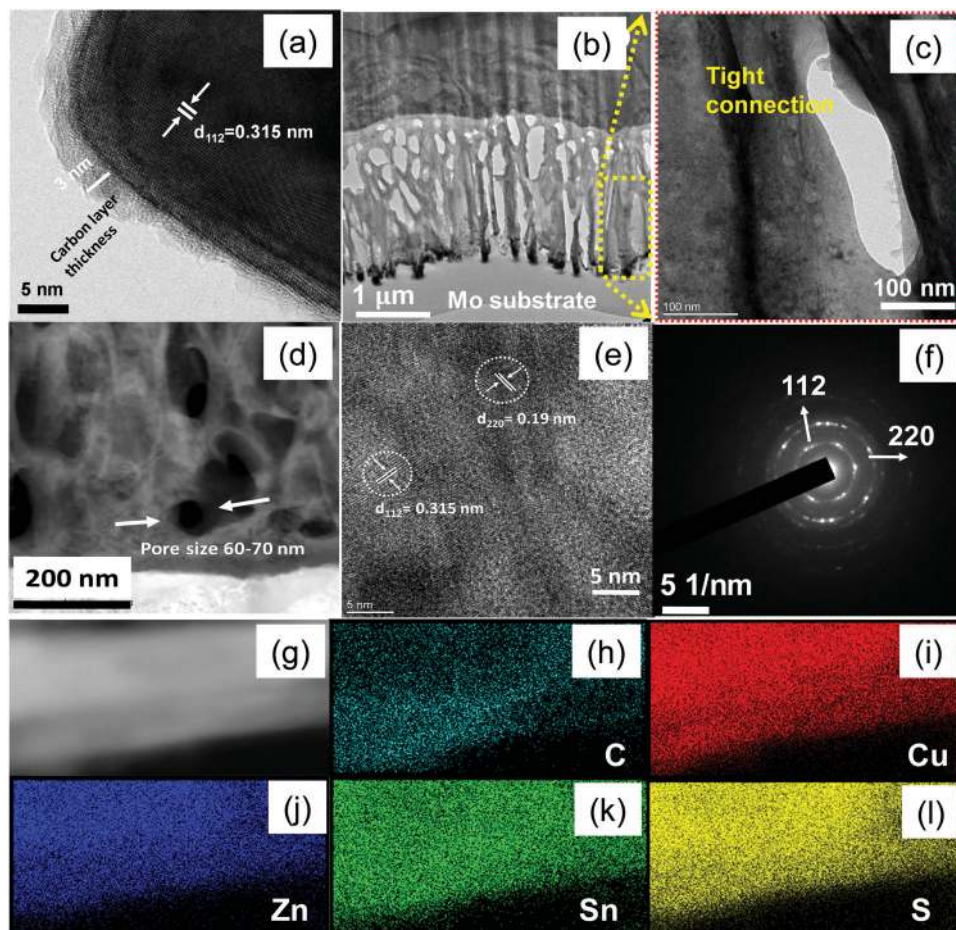 (a)
d₁₁₂=0.315 nm
3 nm
Carbon layer
thickness
5 nm
(b)
1 μm
Mo substrate
(c)
Tight
connection
100 nm
100 nm
(d)
Pore size 60-70 nm
200 nm
(e)
d₂₂₀= 0.19 nm
d₁₁₂= 0.315 nm
5 nm
5 nm
(f)
112
220
5 1/nm
(g)
(h)
C
(i)
Cu
(j)
Zn
(k)
Sn
(l)
S